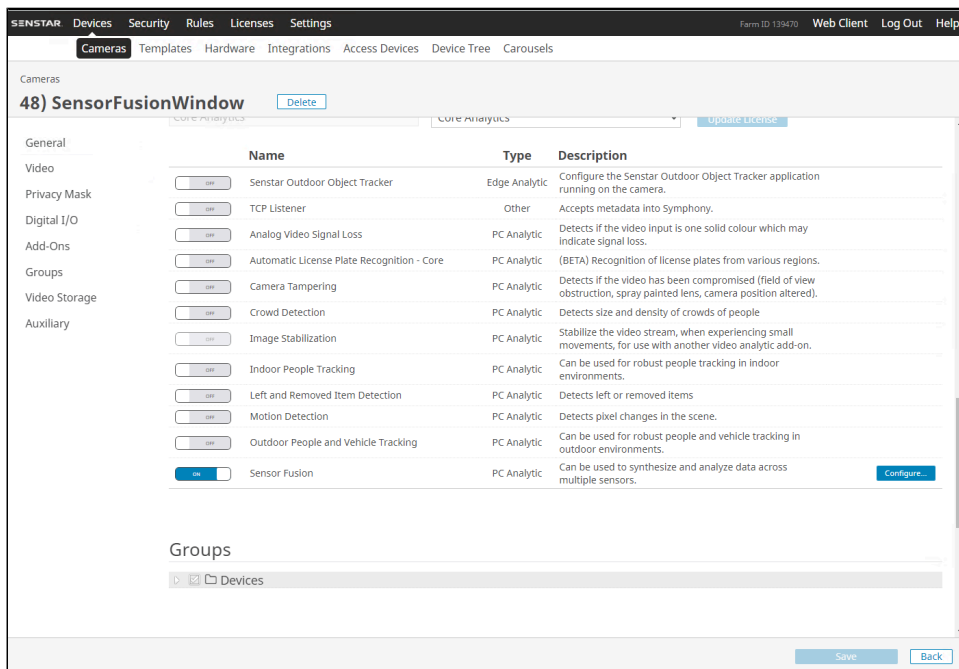 SENSTAR Devices Security Rules Licenses Settings Farm ID 139470 Web Client Log Out Help
Cameras Templates Hardware Integrations Access Devices Device Tree Carousels
Cameras
48) SensorFusionWindow Delete
Core Analytics Core Analytics Update License
General
Video
Privacy Mask
Digital I/O
Add-Ons
Groups
Video Storage
Auxiliary
Name Type Description
OFF Senstar Outdoor Object Tracker Edge Analytic Configure the Senstar Outdoor Object Tracker application
running on the camera.
OFF TCP Listener Other Accepts metadata into Symphony.
OFF Analog Video Signal Loss PC Analytic Detects if the video input is one solid colour which may
indicate signal loss.
OFF Automatic License Plate Recognition - Core PC Analytic (BETA) Recognition of license plates from various regions.
OFF Camera Tampering PC Analytic Detects if the video has been compromised (field of view
obstruction, spray painted lens, camera position altered).
OFF Crowd Detection PC Analytic Detects size and density of crowds of people
OFF Image Stabilization PC Analytic Stabilize the video stream, when experiencing small
movements, for use with another video analytic add-on.
OFF Indoor People Tracking PC Analytic Can be used for robust people tracking in indoor
environments.
OFF Left and Removed Item Detection PC Analytic Detects left or removed items
OFF Motion Detection PC Analytic Detects pixel changes in the scene.
OFF Outdoor People and Vehicle Tracking PC Analytic Can be used for robust people and vehicle tracking in
outdoor environments.
ON Sensor Fusion PC Analytic Can be used to synthesize and analyze data across
multiple sensors.
Configure...
Groups
Devices
Save Back